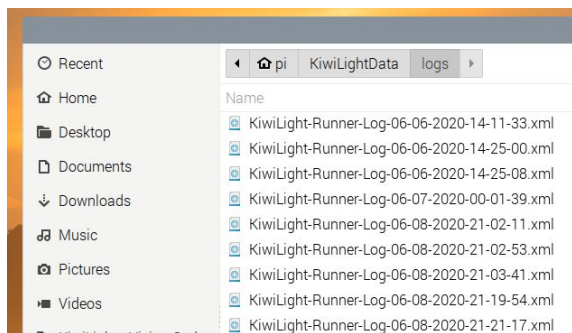 Recent
Home
Desktop
Documents
Downloads
Music
Pictures
Videos
pi KiwiLightData logs
Name
KiwiLight-Runner-Log-06-06-2020-14-11-33.xml
KiwiLight-Runner-Log-06-06-2020-14-25-00.xml
KiwiLight-Runner-Log-06-06-2020-14-25-08.xml
KiwiLight-Runner-Log-06-07-2020-00-01-39.xml
KiwiLight-Runner-Log-06-08-2020-21-02-11.xml
KiwiLight-Runner-Log-06-08-2020-21-02-53.xml
KiwiLight-Runner-Log-06-08-2020-21-03-41.xml
KiwiLight-Runner-Log-06-08-2020-21-19-54.xml
KiwiLight-Runner-Log-06-08-2020-21-21-17.xml